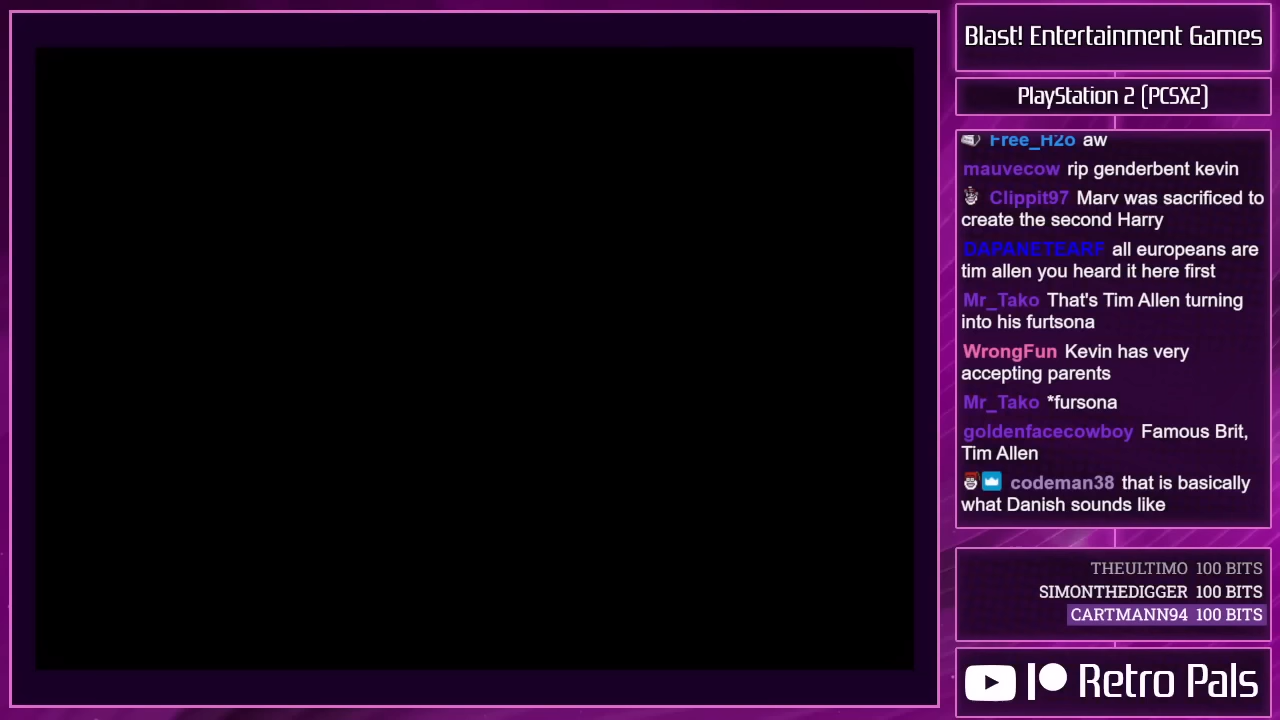 Blast! Entertainment Games
PlayStation 2 (PCSX2)
Free_H2o aw
mauvecow rip genderbent kevin
Clippit97 Marv was sacrificed to
create the second Harry
DAPANETEARF all europeans are
tim allen you heard it here first
Mr_Tako That's Tim Allen turning
into his furtsona
WrongFun Kevin has very
accepting parents
Mr_Tako *fursona
goldenfacecowboy Famous Brit,
Tim Allen
codeman38 that is basically
what Danish sounds like
THEULTIMO 100 BITS
SIMONTHEDIGGER 100 BITS
CARTMANN94 100 BITS
Retro Pals